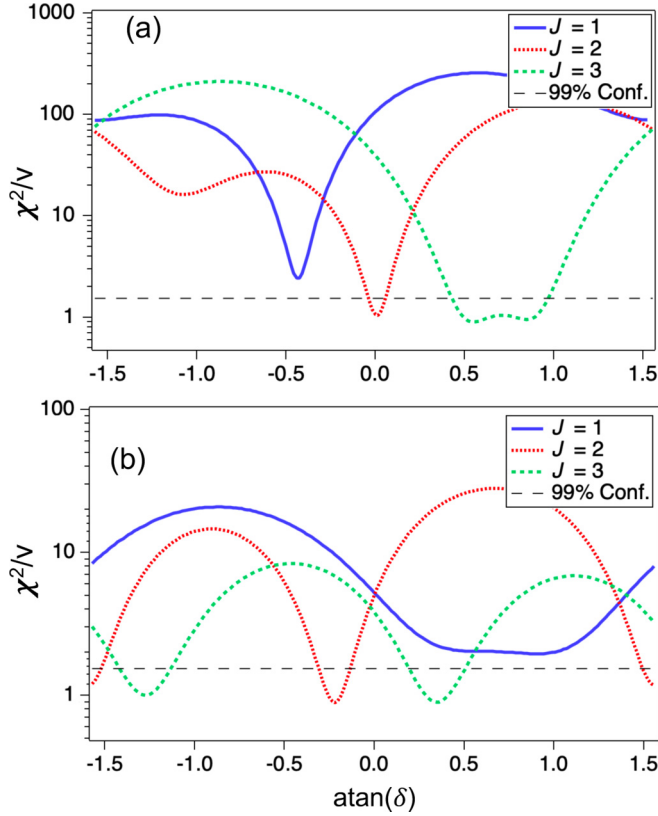 1000
(a)
J = 1
J = 2
J = 3
99% Conf.
100
χ²/v
10
1
-1.5 -1.0 -0.5 0.0 0.5 1.0 1.5
100
(b)
J = 1
J = 2
J = 3
99% Conf.
χ²/v
10
1
-1.5 -1.0 -0.5 0.0 0.5 1.0 1.5
atan(δ)